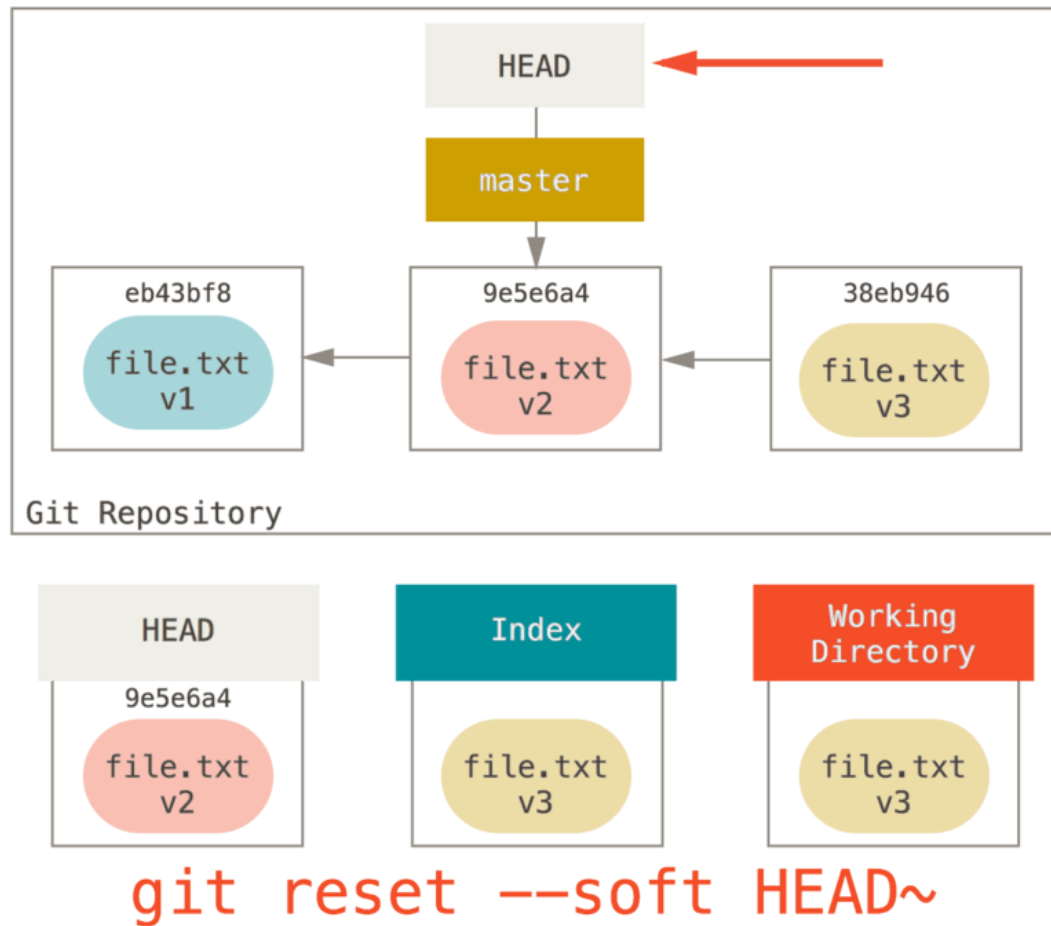 HEAD
master
eb43bf8
9e5e6a4
38eb946
file.txt
v1
file.txt
v2
file.txt
v3
Git Repository
HEAD
Index
Working
Directory
9e5e6a4
file.txt
v2
file.txt
v3
file.txt
v3
git reset --soft HEAD~